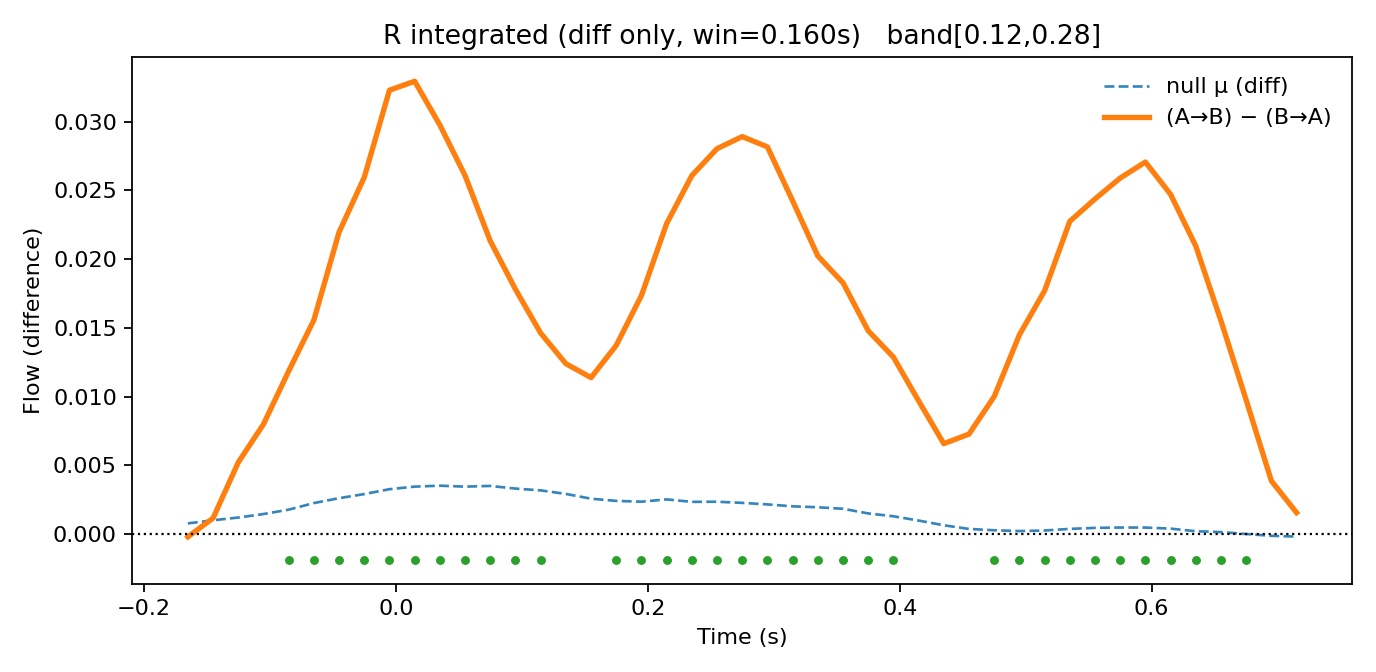 R integrated (diff only, win=0.160s)   band[0.12,0.28]
null μ (diff)
(A→B) − (B→A)
Flow (difference)
0.030
0.025
0.020
0.015
0.010
0.005
0.000
−0.2 0.0 0.2 0.4 0.6
Time (s)